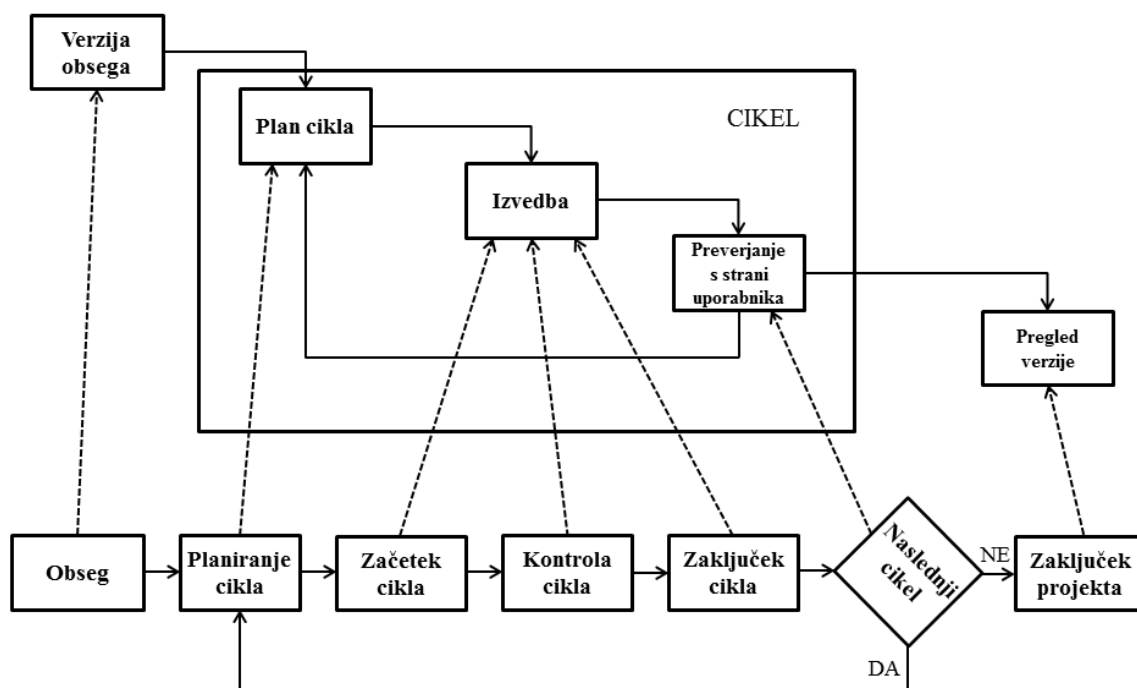 Verzija
obsega
Plan cikla
CIKEL
Izvedba
Preverjanje
s strani
uporabnika
Pregled
verzije
Obseg
Planiranje
cikla
Začetek
cikla
Kontrola
cikla
Zaključek
cikla
Naslednji
cikel
NE
Zaključek
projekta
DA